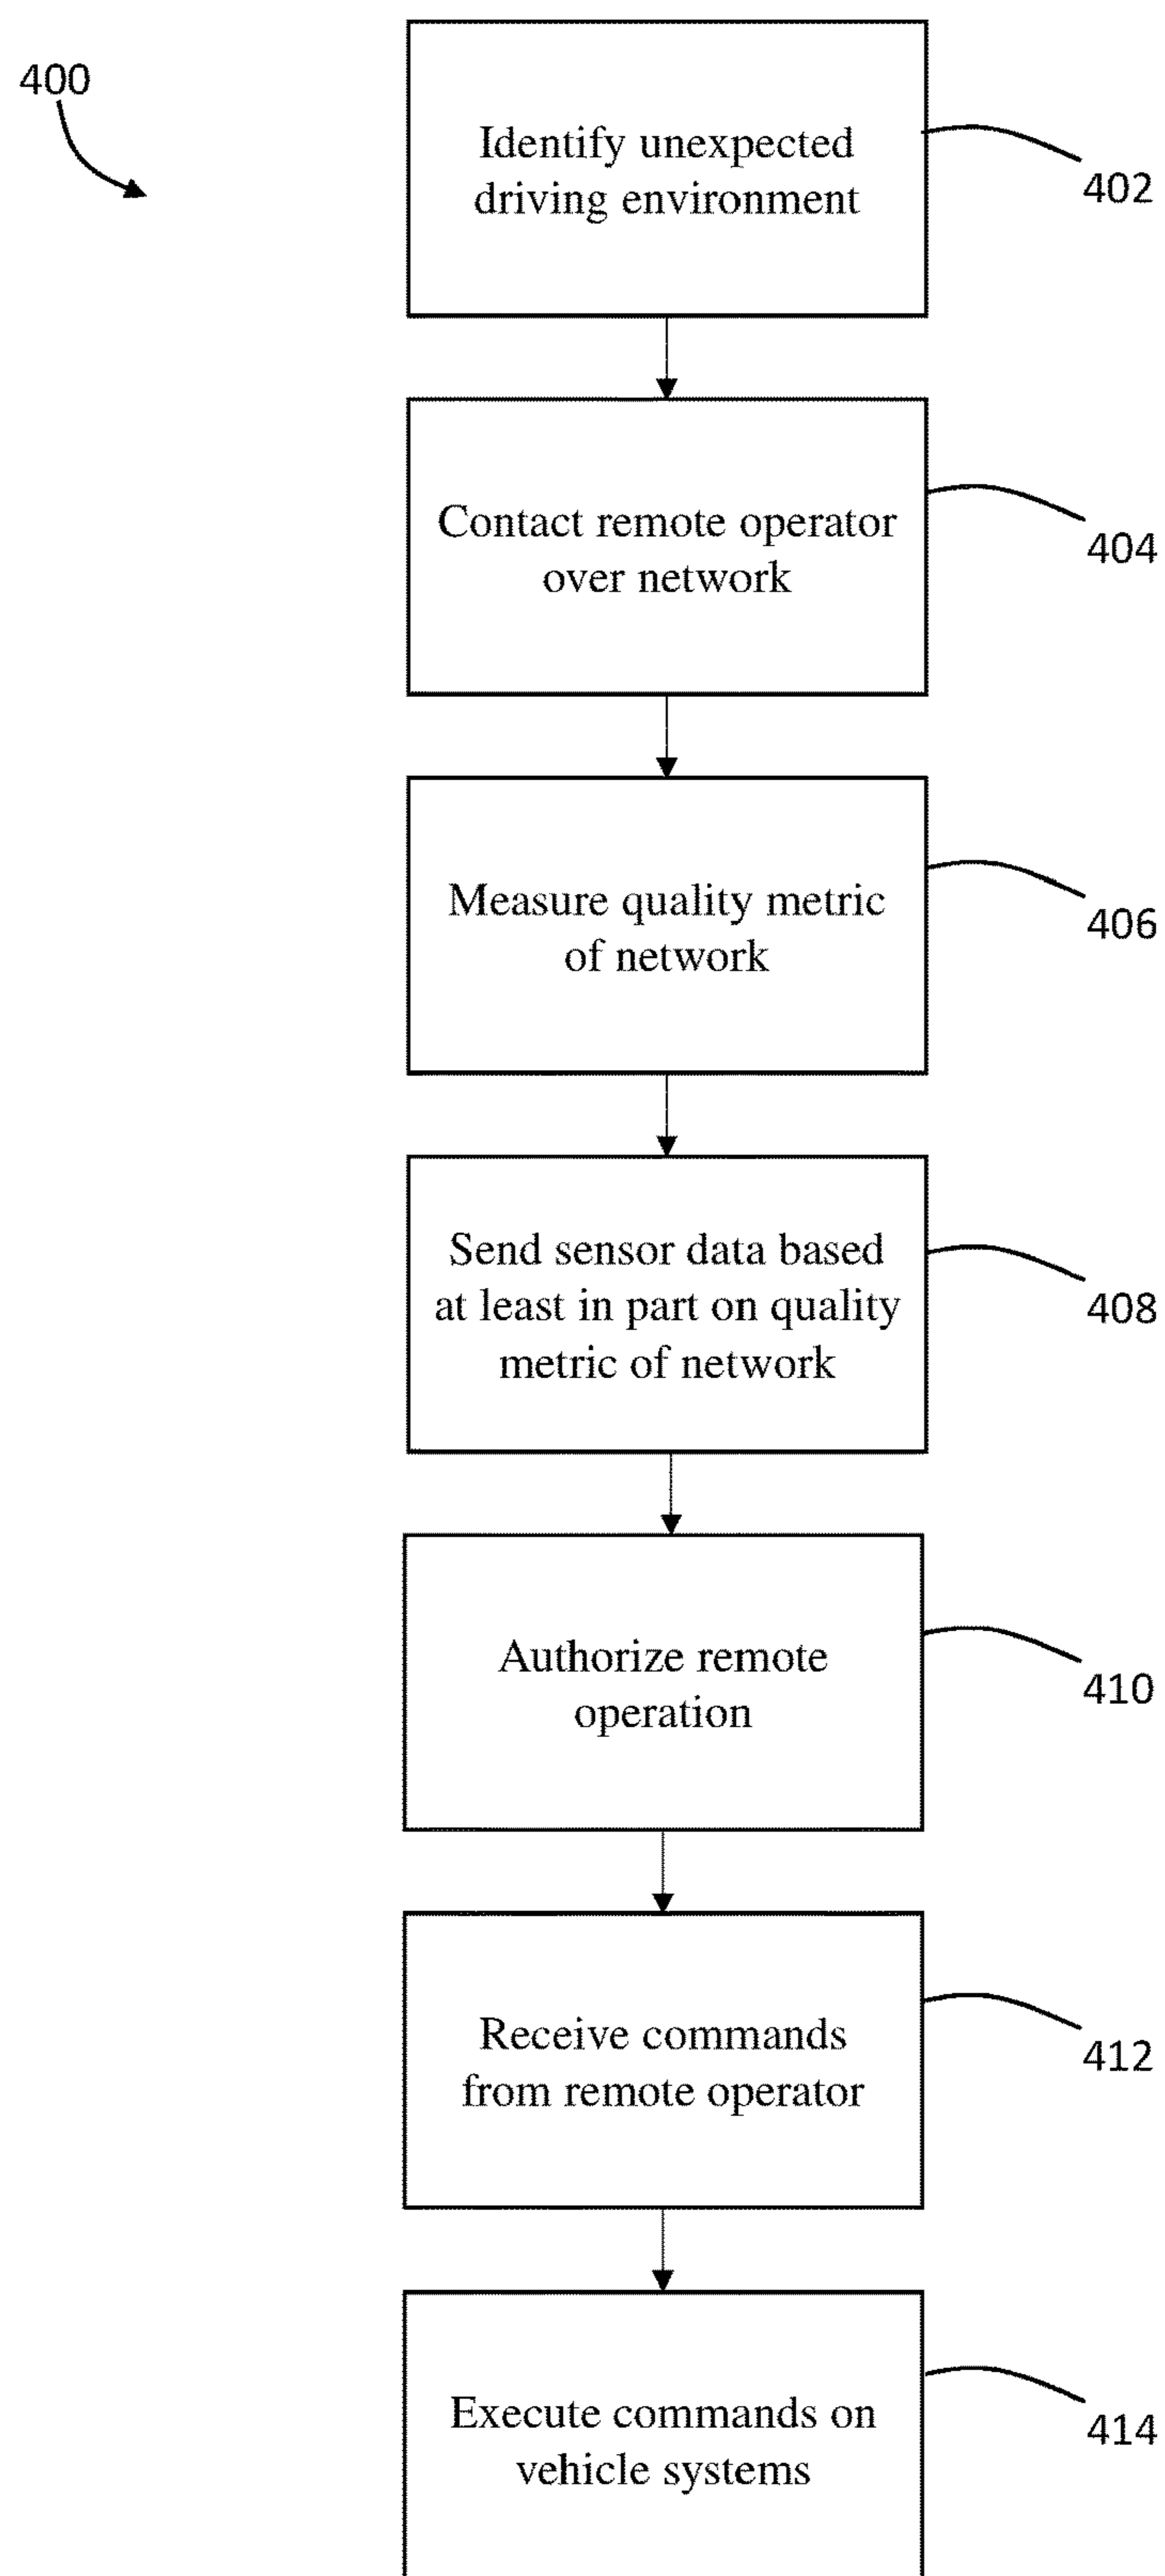 400
Identify unexpected
driving environment
402
Contact remote operator
over network
404
Measure quality metric
of network
406
Send sensor data based
at least in part on quality
metric of network
408
Authorize remote
operation
410
Receive commands
from remote operator
412
Execute commands on
vehicle systems
414